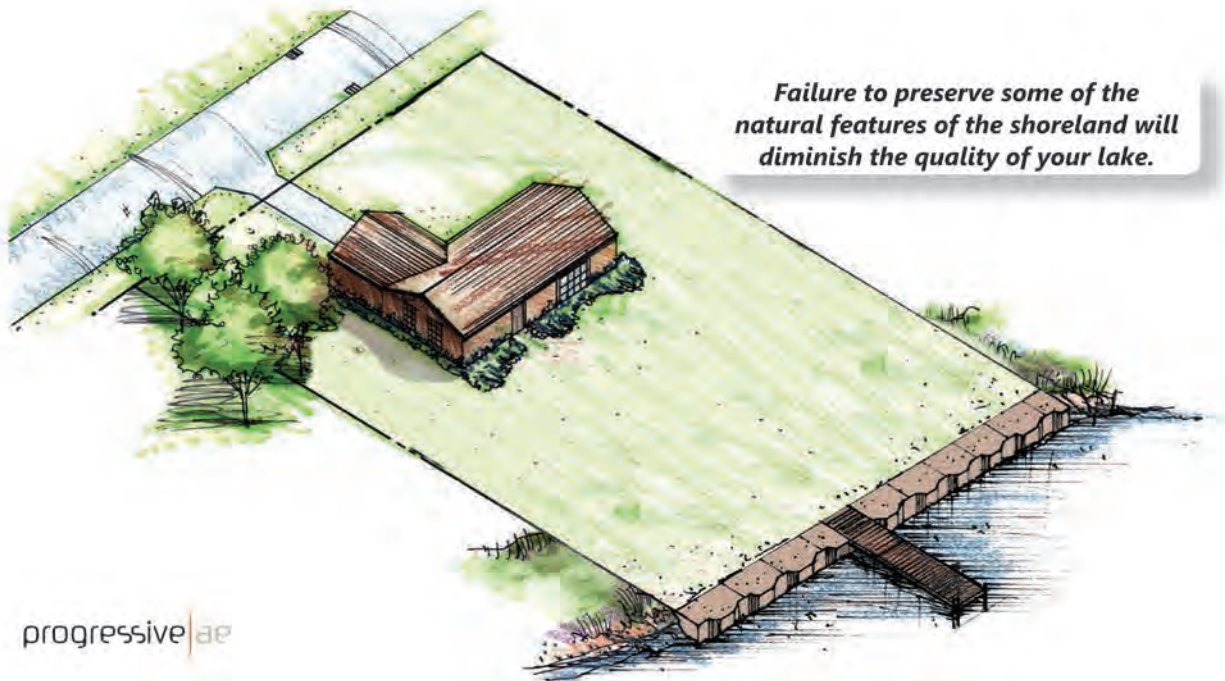 Failure to preserve some of the
natural features of the shoreland will
diminish the quality of your lake.
progressive|ae